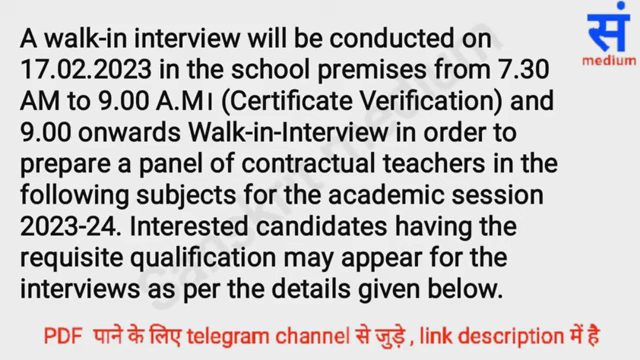 A walk-in interview will be conducted on
17.02.2023 in the school premises from 7.30
AM to 9.00 A.M। (Certificate Verification) and
9.00 onwards Walk-in-Interview in order to
prepare a panel of contractual teachers in the
following subjects for the academic session
2023-24. Interested candidates having the
requisite qualification may appear for the
interviews as per the details given below.
सं
medium
Sanskrit medium
PDF पाने के लिए telegram channel से जुड़े , link description में है